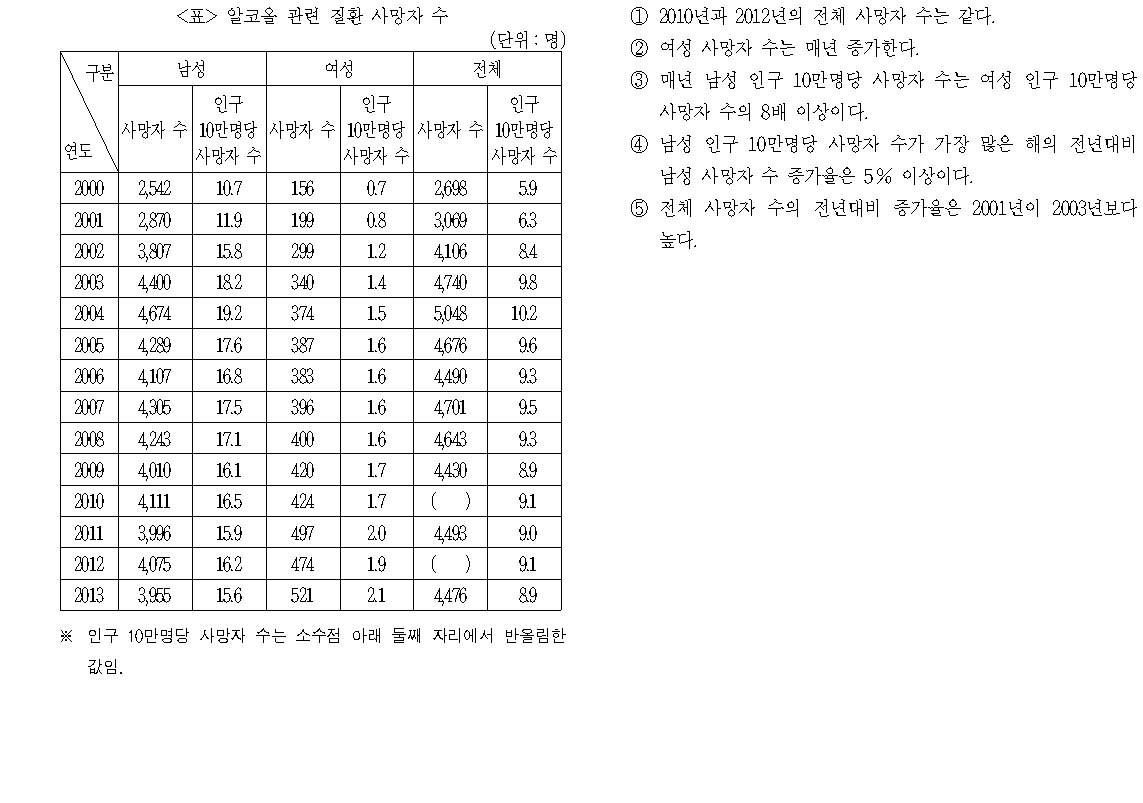 <표> 알코올 관련 질환 사망자 수
(단위 : 명)
구분 남성 여성 전체
연도 사망자 수 인구 10만명당 사망자 수 사망자 수 인구 10만명당 사망자 수 사망자 수 인구 10만명당 사망자 수
2000 2,542 10.7 156 0.7 2,698 5.9
2001 2,870 11.9 199 0.8 3,069 6.3
2002 3,807 15.8 299 1.2 4,106 8.4
2003 4,400 18.2 340 1.4 4,740 9.8
2004 4,674 19.2 374 1.5 5,048 10.2
2005 4,289 17.6 387 1.6 4,676 9.6
2006 4,107 16.8 383 1.6 4,490 9.3
2007 4,305 17.5 396 1.6 4,701 9.5
2008 4,243 17.1 400 1.6 4,643 9.3
2009 4,010 16.1 420 1.7 4,430 8.9
2010 4,111 16.5 424 1.7 ( ) 9.1
2011 3,996 15.9 497 2.0 4,493 9.0
2012 4,075 16.2 474 1.9 ( ) 9.1
2013 3,955 15.6 521 2.1 4,476 8.9
※ 인구 10만명당 사망자 수는 소수점 아래 둘째 자리에서 반올림한
값임.
① 2010년과 2012년의 전체 사망자 수는 같다.
② 여성 사망자 수는 매년 증가한다.
③ 매년 남성 인구 10만명당 사망자 수는 여성 인구 10만명당
사망자 수의 8배 이상이다.
④ 남성 인구 10만명당 사망자 수가 가장 많은 해의 전년대비
남성 사망자 수 증가율은 5% 이상이다.
⑤ 전체 사망자 수의 전년대비 증가율은 2001년이 2003년보다
높다.